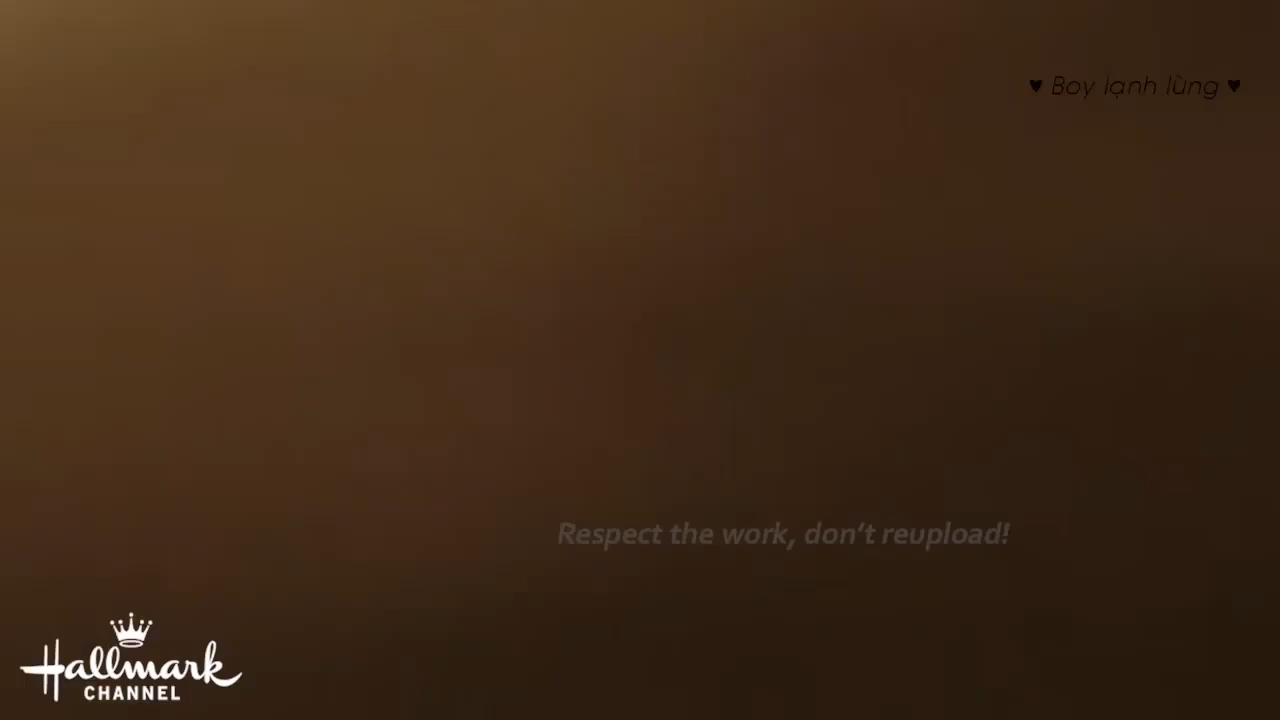 ♥ Boy lạnh lùng ♥
Respect the work, don't reupload!
Hallmark
CHANNEL